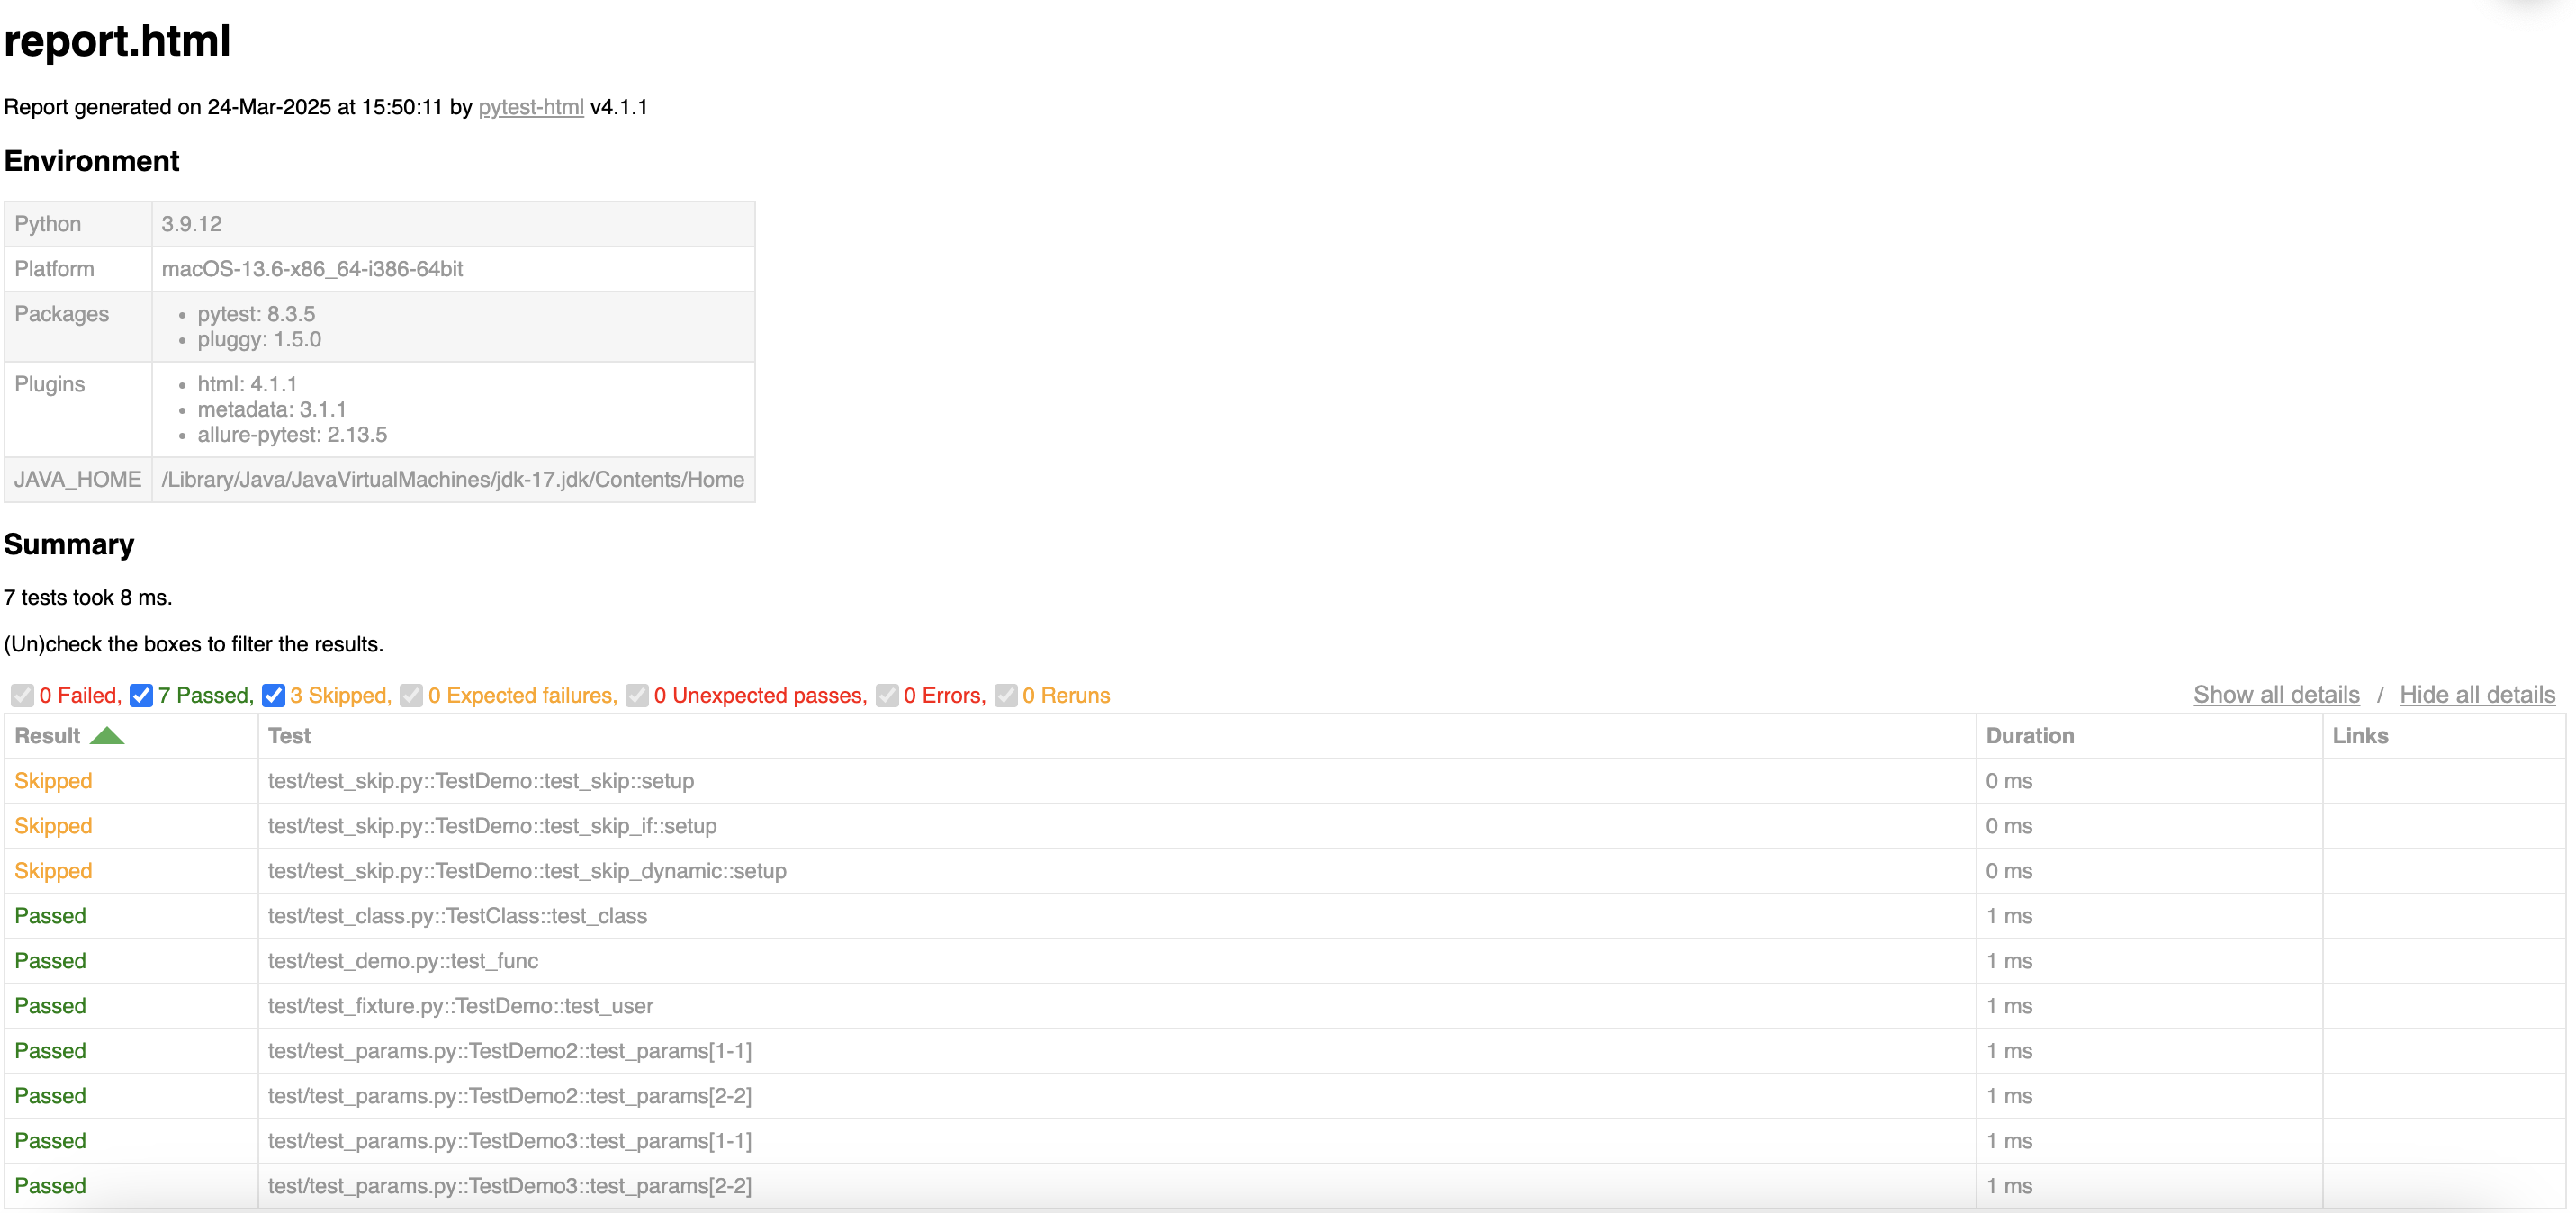 report.html
Report generated on 24-Mar-2025 at 15:50:11 by pytest-html v4.1.1
Environment
Python 3.9.12
Platform macOS-13.6-x86_64-i386-64bit
Packages • pytest: 8.3.5
• pluggy: 1.5.0
Plugins • html: 4.1.1
• metadata: 3.1.1
• allure-pytest: 2.13.5
JAVA_HOME /Library/Java/JavaVirtualMachines/jdk-17.jdk/Contents/Home
Summary
7 tests took 8 ms.
(Un)check the boxes to filter the results.
0 Failed, 7 Passed, 3 Skipped, 0 Expected failures, 0 Unexpected passes, 0 Errors, 0 Reruns Show all details / Hide all details
Result Test Duration Links
Skipped test/test_skip.py::TestDemo::test_skip::setup 0 ms
Skipped test/test_skip.py::TestDemo::test_skip_if::setup 0 ms
Skipped test/test_skip.py::TestDemo::test_skip_dynamic::setup 0 ms
Passed test/test_class.py::TestClass::test_class 1 ms
Passed test/test_demo.py::test_func 1 ms
Passed test/test_fixture.py::TestDemo::test_user 1 ms
Passed test/test_params.py::TestDemo2::test_params[1-1] 1 ms
Passed test/test_params.py::TestDemo2::test_params[2-2] 1 ms
Passed test/test_params.py::TestDemo3::test_params[1-1] 1 ms
Passed test/test_params.py::TestDemo3::test_params[2-2] 1 ms